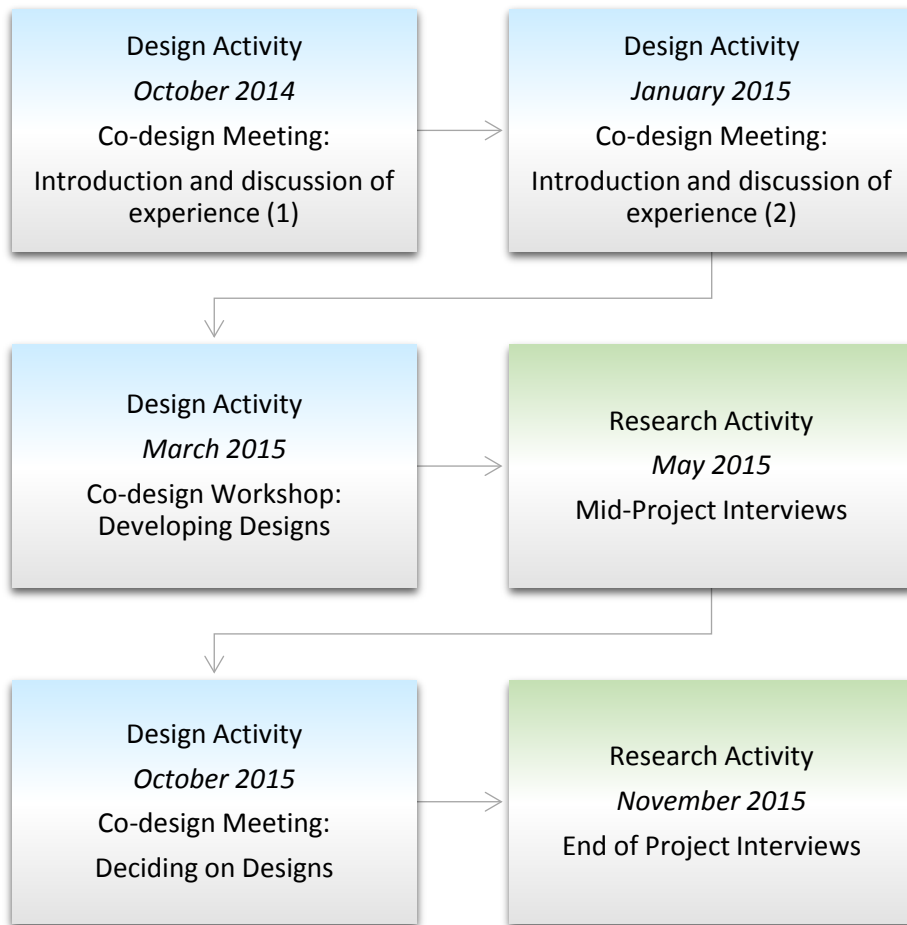 Design Activity
October 2014
Co-design Meeting:
Introduction and discussion of
experience (1)
Design Activity
January 2015
Co-design Meeting:
Introduction and discussion of
experience (2)
Design Activity
March 2015
Co-design Workshop:
Developing Designs
Research Activity
May 2015
Mid-Project Interviews
Design Activity
October 2015
Co-design Meeting:
Deciding on Designs
Research Activity
November 2015
End of Project Interviews